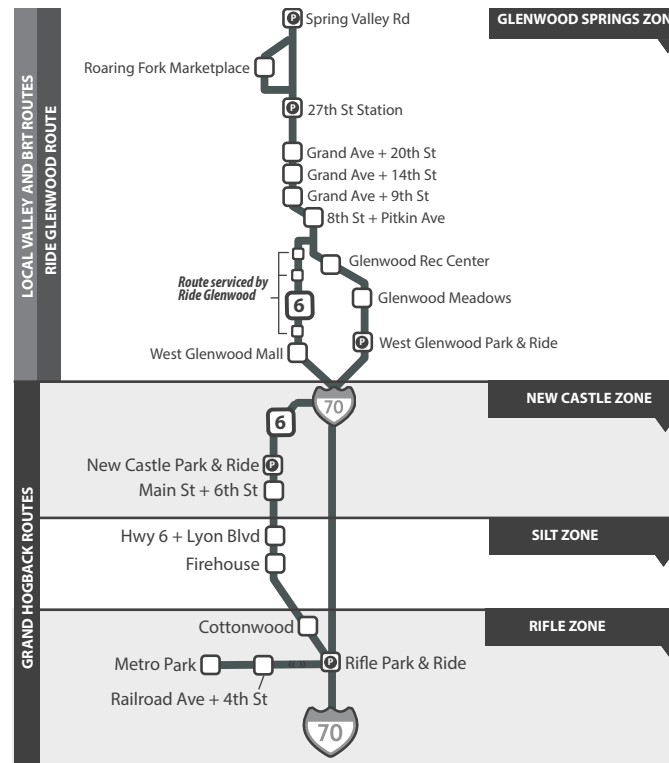 GLENWOOD SPRINGS ZON
Spring Valley Rd
Roaring Fork Marketplace
27th St Station
Grand Ave + 20th St
Grand Ave + 14th St
Grand Ave + 9th St
8th St + Pitkin Ave
Glenwood Rec Center
Route serviced by
Ride Glenwood
6
Glenwood Meadows
West Glenwood Park & Ride
West Glenwood Mall
LOCAL VALLEY AND BRT ROUTES
RIDE GLENWOOD ROUTE
NEW CASTLE ZONE
70
6
New Castle Park & Ride
Main St + 6th St
SILT ZONE
Hwy 6 + Lyon Blvd
Firehouse
RIFLE ZONE
Cottonwood
Metro Park
Rifle Park & Ride
Railroad Ave + 4th St
70
GRAND HOGBACK ROUTES
P
P
P
P
P